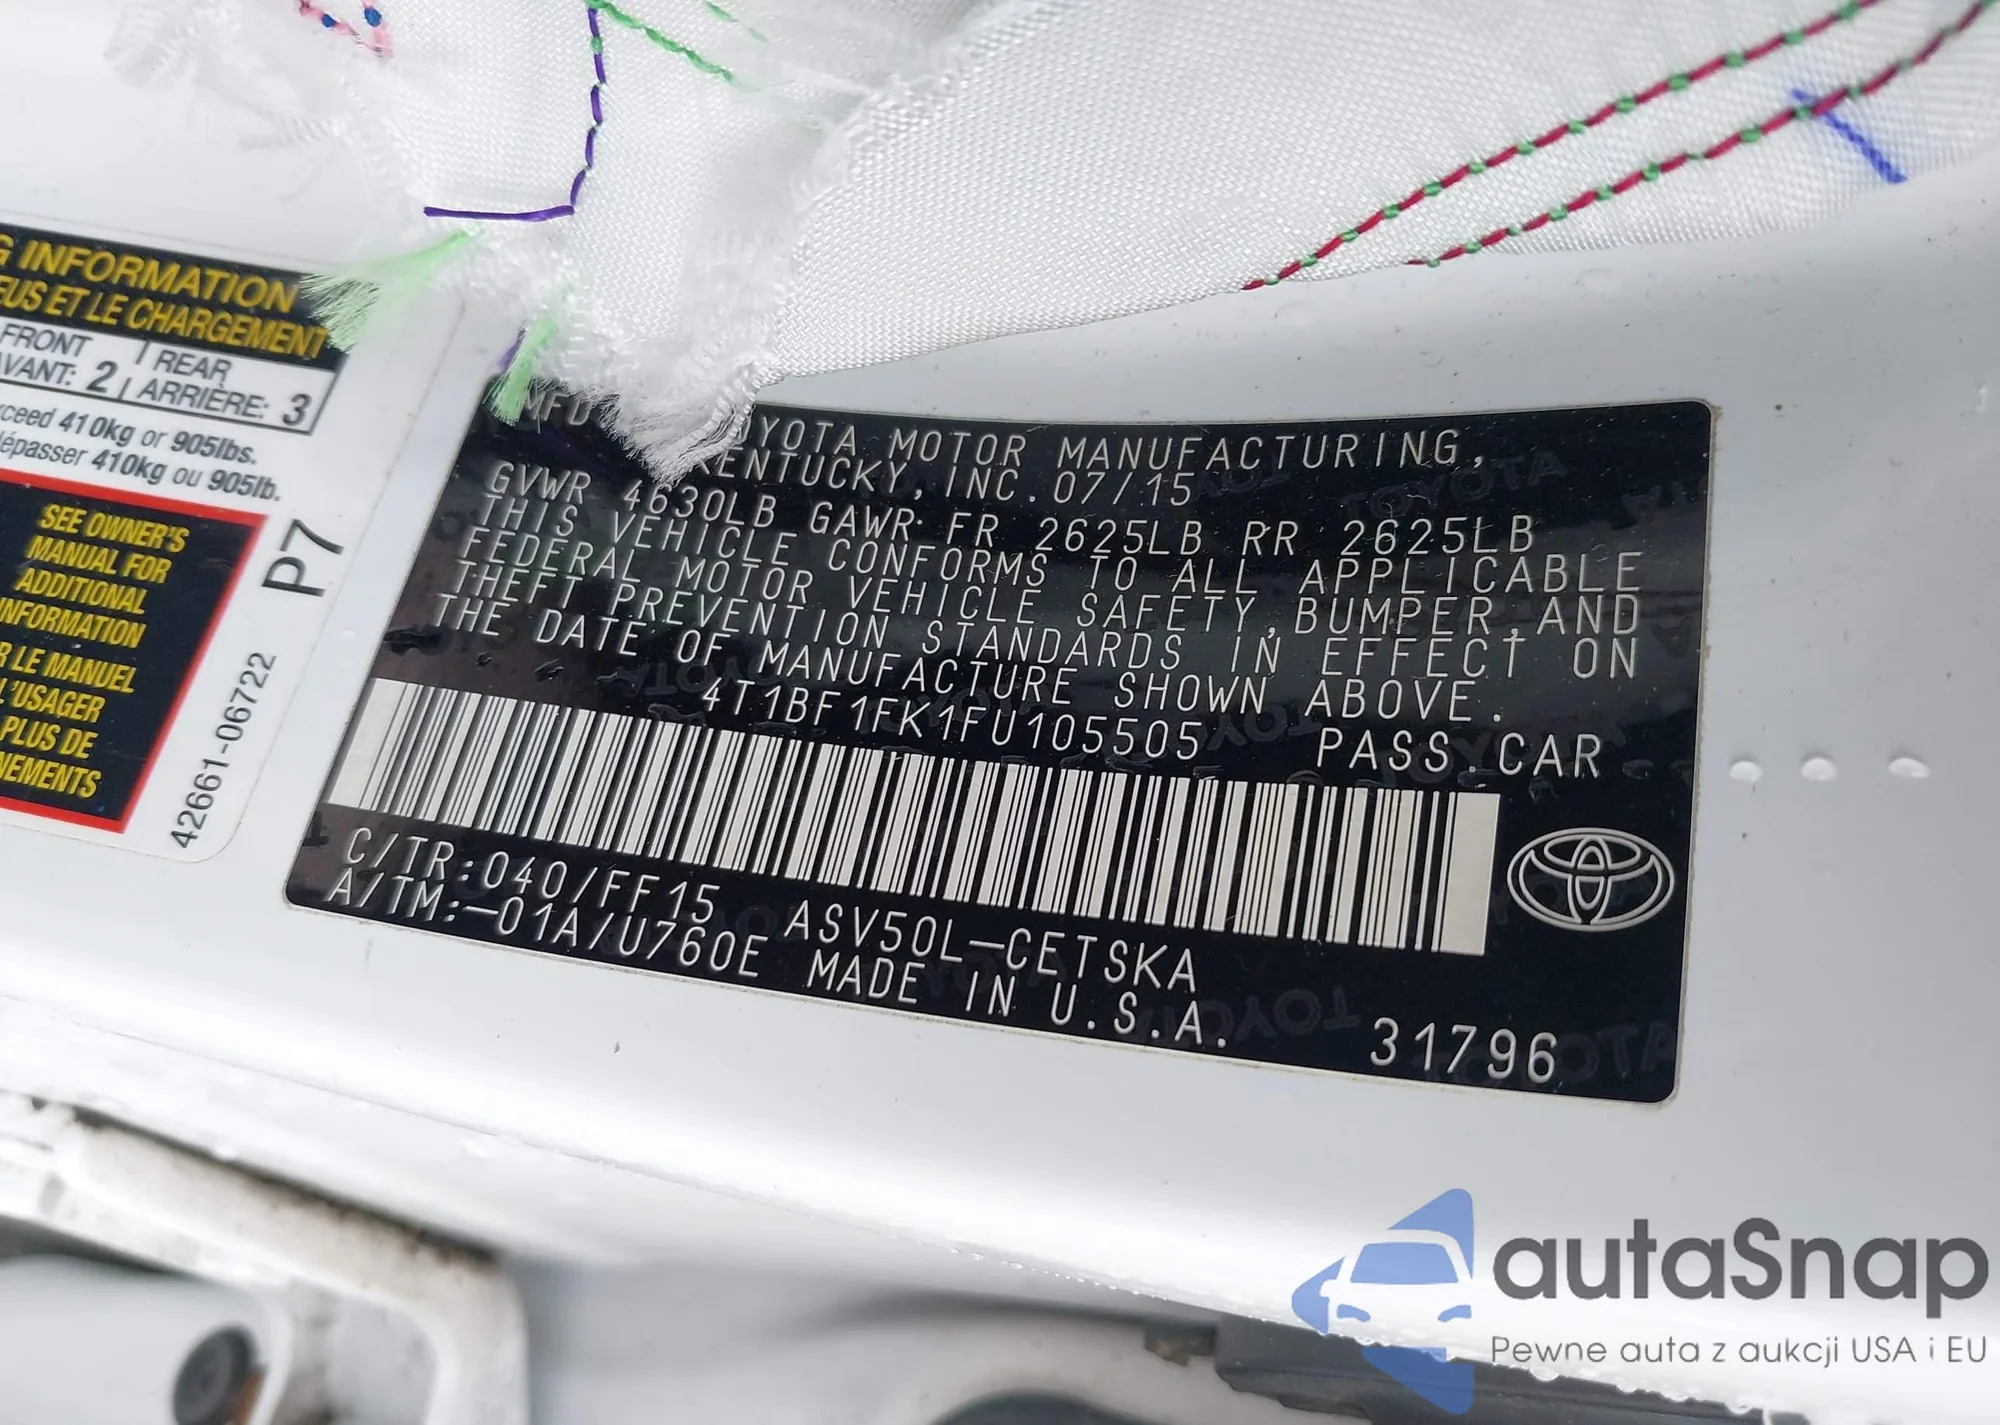 G INFORMATION
EUS ET LE CHARGEMENT
FRONT
AVANT: 2
REAR
ARRIÈRE: 3
xceed 410kg or 905lbs.
dépasser 410kg ou 905lb.
SEE OWNER'S
MANUAL FOR
ADDITIONAL
INFORMATION
R LE MANUEL
L'USAGER
PLUS DE
NEMENTS
42661-06722 P7
MFD YOTA MOTOR MANUFACTURING,
KENTUCKY, INC. 07/15
GVWR 4630LB GAWR FR 2625LB RR 2625LB
THIS VEHICLE CONFORMS TO ALL APPLICABLE
FEDERAL MOTOR VEHICLE SAFETY, BUMPER, AND
THEFT PREVENTION STANDARDS IN EFFECT ON
THE DATE OF MANUFACTURE SHOWN ABOVE.
4T1BF1FK1FU105505 PASS.CAR
C/TR:040/FF15 ASV50L-CETSKA
A/TM:-01A/U760E MADE IN U.S.A.
31796
autaSnap
Pewne auta z aukcji USA i EU